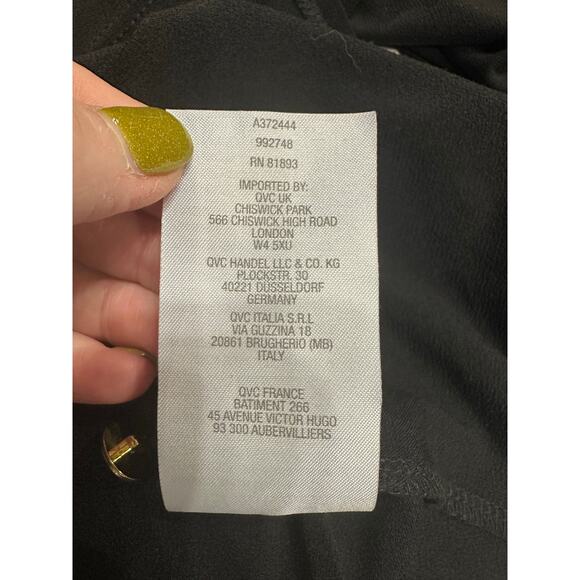 A372444
992748
RN 81893
IMPORTED BY:
QVC UK
CHISWICK PARK
566 CHISWICK HIGH ROAD
LONDON
W4 5XU
QVC HANDEL LLC & CO. KG
PLOCKSTR. 30
40221 DUSSELDORF
GERMANY
QVC ITALIA S.R.L
VIA GUZZINA 18
20861 BRUGHERIO (MB)
ITALY
QVC FRANCE
BATIMENT 266
45 AVENUE VICTOR HUGO
93 300 AUBERVILLIERS